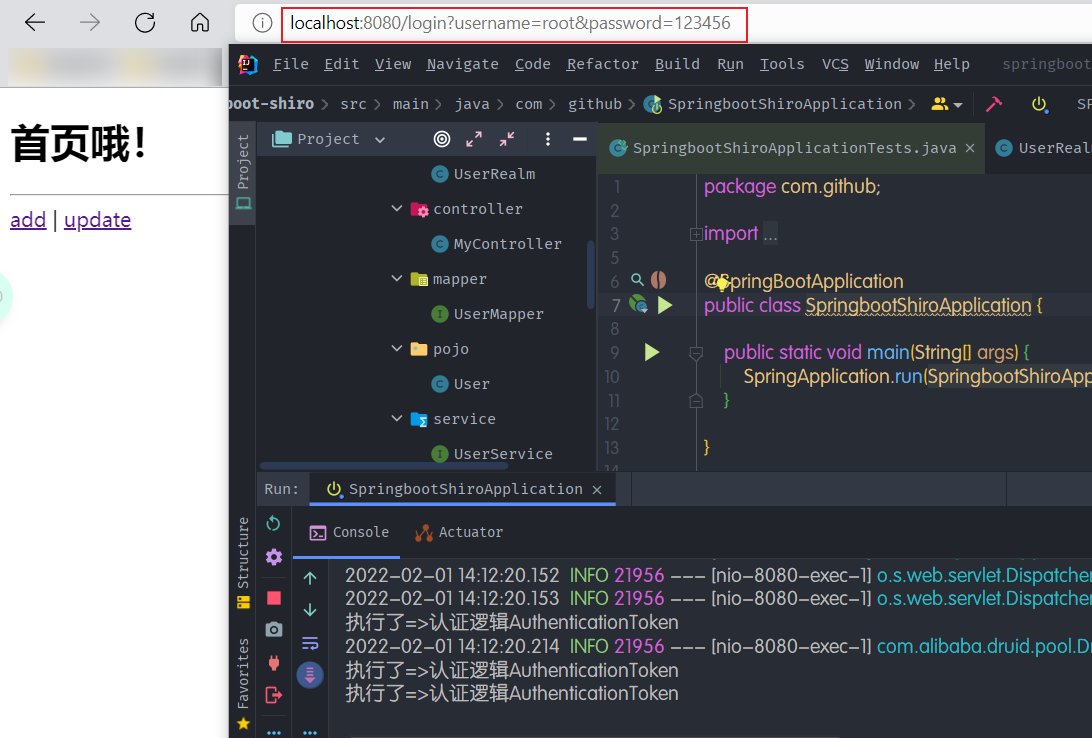 localhost:8080/login?username=root&password=123456
首页哦！
add | update
File Edit View Navigate Code Refactor Build Run Tools VCS Window Help springboot
boot-shiro > src > main > java > com > github > SpringbootShiroApplication >
Project
Project
UserRealm
controller
MyController
mapper
UserMapper
pojo
User
service
UserService
SpringbootShiroApplicationTests.java × UserReal
1 package com.github;
2
3 import ...
5
6 @SpringBootApplication
7 public class SpringbootShiroApplication {
8
9 public static void main(String[] args) {
10 SpringApplication.run(SpringbootShiroApp
11 }
12
13 }
14
Run: SpringbootShiroApplication ×
Console Actuator
Structure
Favorites
2022-02-01 14:12:20.152 INFO 21956 --- [nio-8080-exec-1] o.s.web.servlet.Dispatcher
2022-02-01 14:12:20.153 INFO 21956 --- [nio-8080-exec-1] o.s.web.servlet.Dispatcher
执行了=>认证逻辑AuthenticationToken
2022-02-01 14:12:20.214 INFO 21956 --- [nio-8080-exec-1] com.alibaba.druid.pool.D
执行了=>认证逻辑AuthenticationToken
执行了=>认证逻辑AuthenticationToken